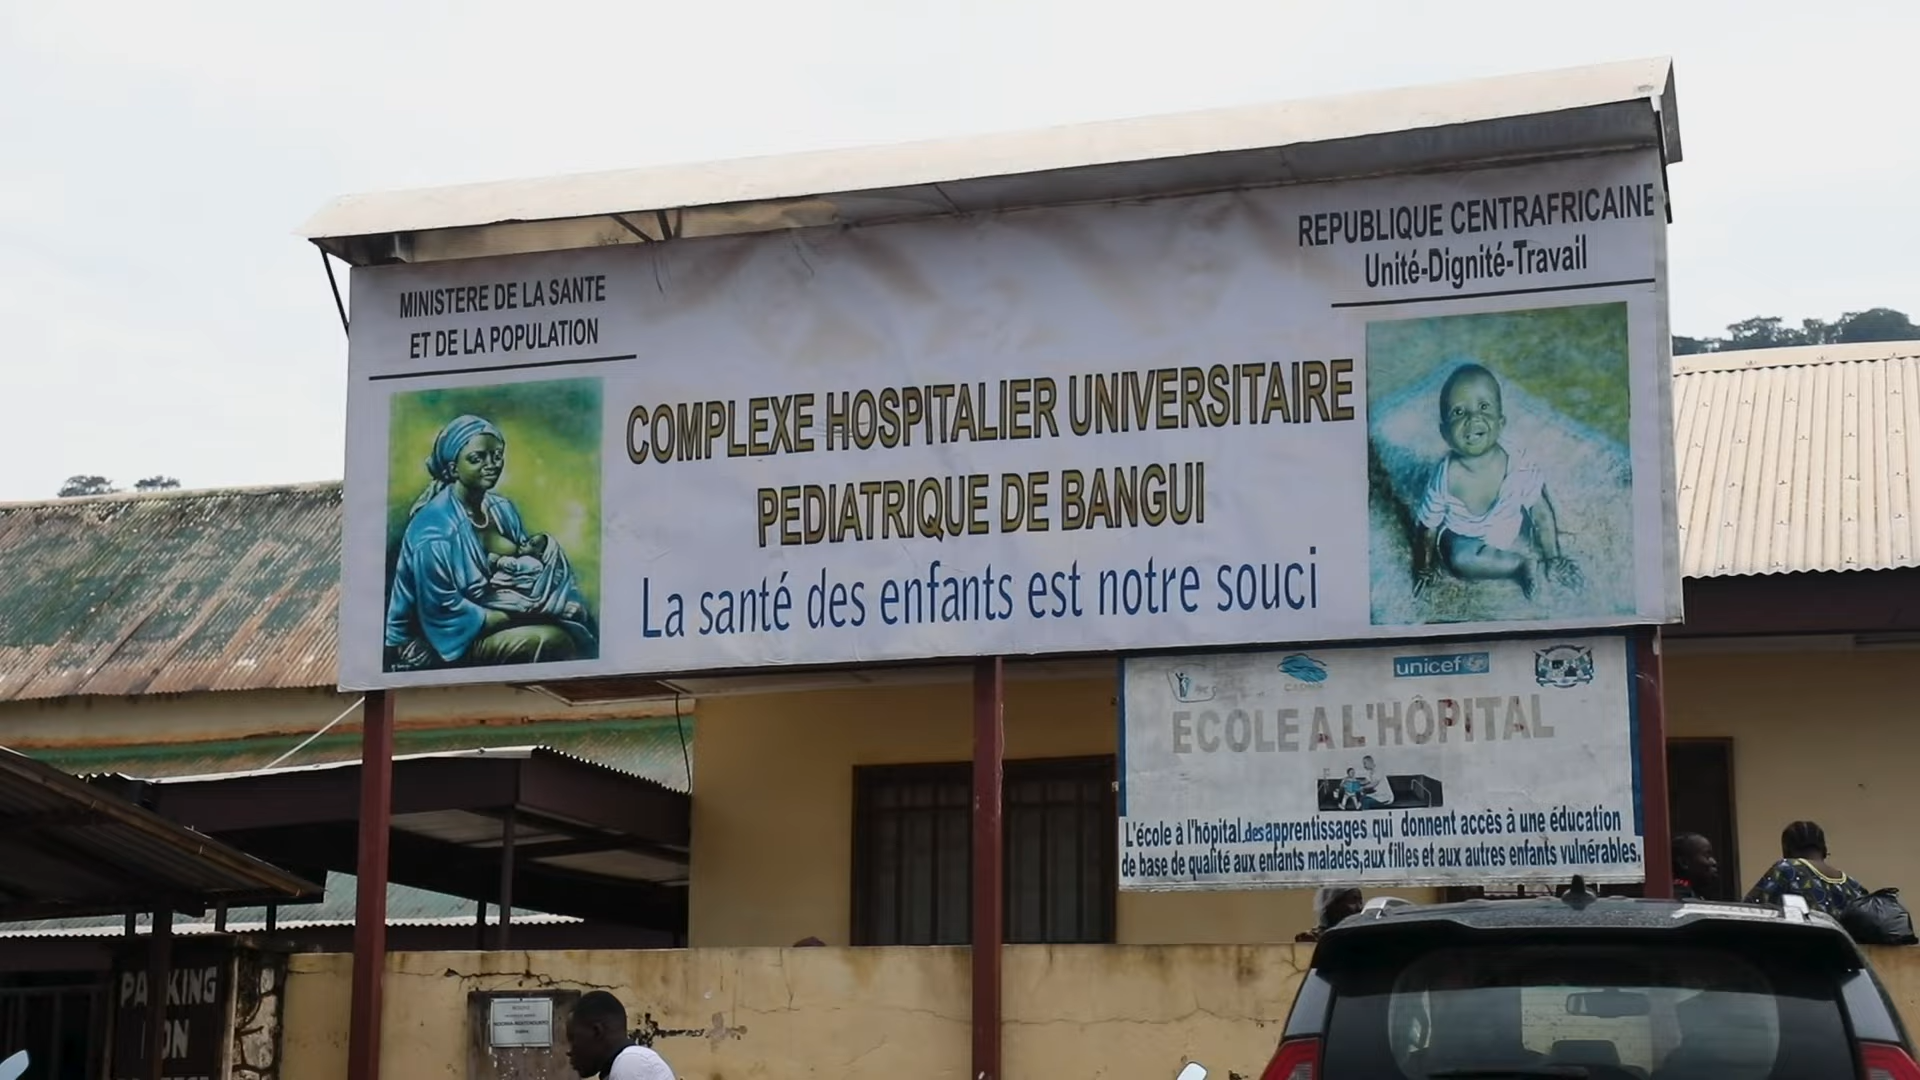 MINISTERE DE LA SANTE
ET DE LA POPULATION
REPUBLIQUE CENTRAFRICAINE
Unité-Dignité-Travail
COMPLEXE HOSPITALIER UNIVERSITAIRE
PEDIATRIQUE DE BANGUI
La santé des enfants est notre souci
unicef
ECOLE A L'HÔPITAL
L'école à l'hôpital des apprentissages qui donnent accès à une éducation
de base de qualité aux enfants malades,aux filles et aux autres enfants vulnérables.
PARKING